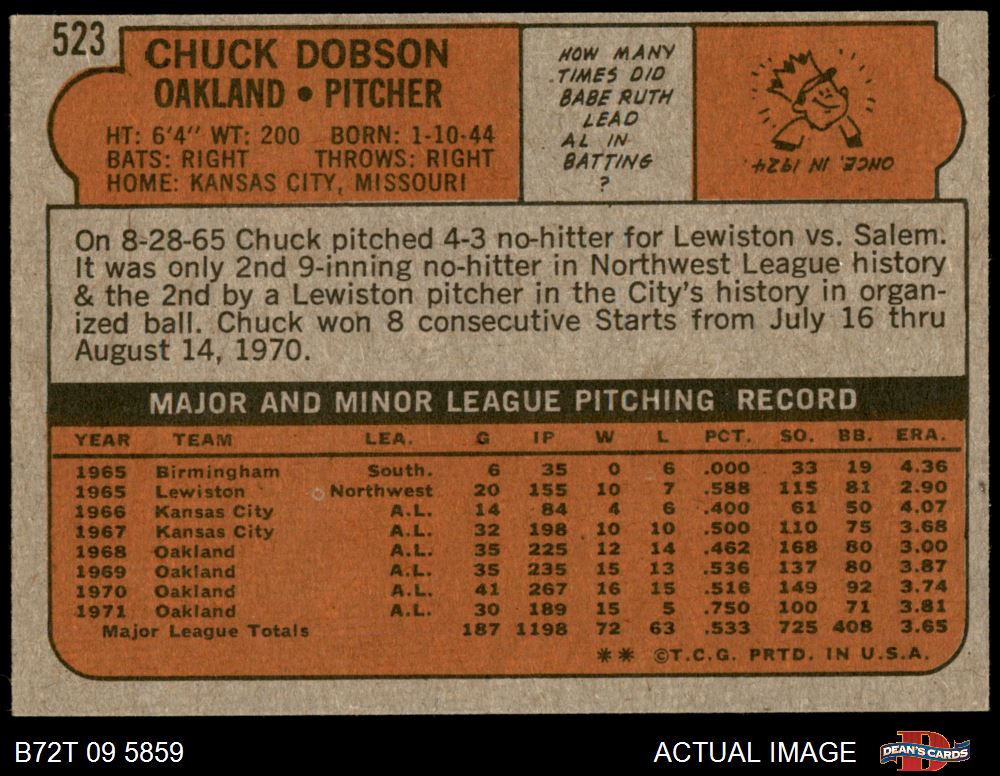 523
CHUCK DOBSON
OAKLAND • PITCHER
HT: 6'4" WT: 200 BORN: 1-10-44
BATS: RIGHT THROWS: RIGHT
HOME: KANSAS CITY, MISSOURI
HOW MANY
TIMES DID
BABE RUTH
LEAD
AL IN
BATTING
?
ONCE. IN 1924.
On 8-28-65 Chuck pitched 4-3 no-hitter for Lewiston vs. Salem.
It was only 2nd 9-inning no-hitter in Northwest League history
& the 2nd by a Lewiston pitcher in the City's history in organ-
ized ball. Chuck won 8 consecutive Starts from July 16 thru
August 14, 1970.
MAJOR AND MINOR LEAGUE PITCHING RECORD
YEAR TEAM LEA. G IP W L PCT. SO. BB. ERA.
1965 Birmingham South. 6 35 0 6 .000 33 19 4.36
1965 Lewiston Northwest 20 155 10 7 .588 115 81 2.90
1966 Kansas City A.L. 14 84 4 6 .400 61 50 4.07
1967 Kansas City A.L. 32 198 10 10 .500 110 75 3.68
1968 Oakland A.L. 35 225 12 14 .462 168 80 3.00
1969 Oakland A.L. 35 235 15 13 .536 137 80 3.87
1970 Oakland A.L. 41 267 16 15 .516 149 92 3.74
1971 Oakland A.L. 30 189 15 5 .750 100 71 3.81
Major League Totals 187 1198 72 63 .533 725 408 3.65
** ©T.C.G. PRTD. IN U.S.A.
B72T 09 5859
ACTUAL IMAGE
DEAN'S CARDS